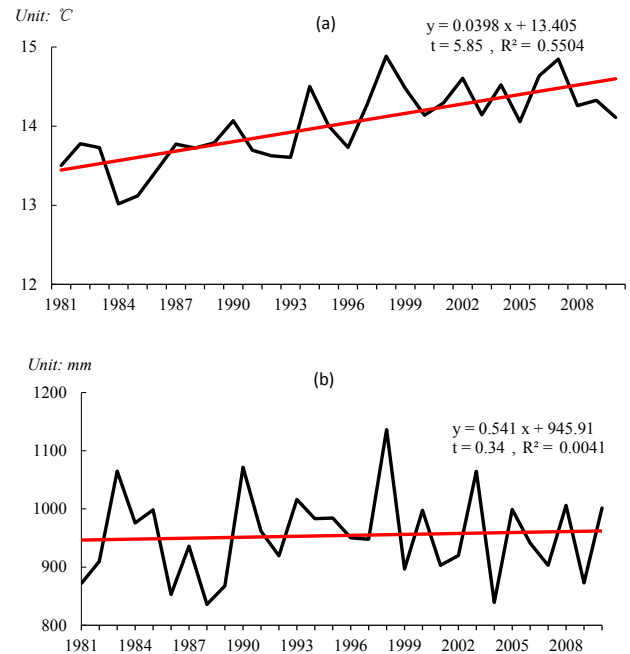 Unit: ℃
(a)
y = 0.0398 x + 13.405
t = 5.85 , R² = 0.5504
15
14
13
12
1981 1984 1987 1990 1993 1996 1999 2002 2005 2008
Unit: mm
(b)
1200
y = 0.541 x + 945.91
t = 0.34 , R² = 0.0041
1100
1000
900
800
1981 1984 1987 1990 1993 1996 1999 2002 2005 2008